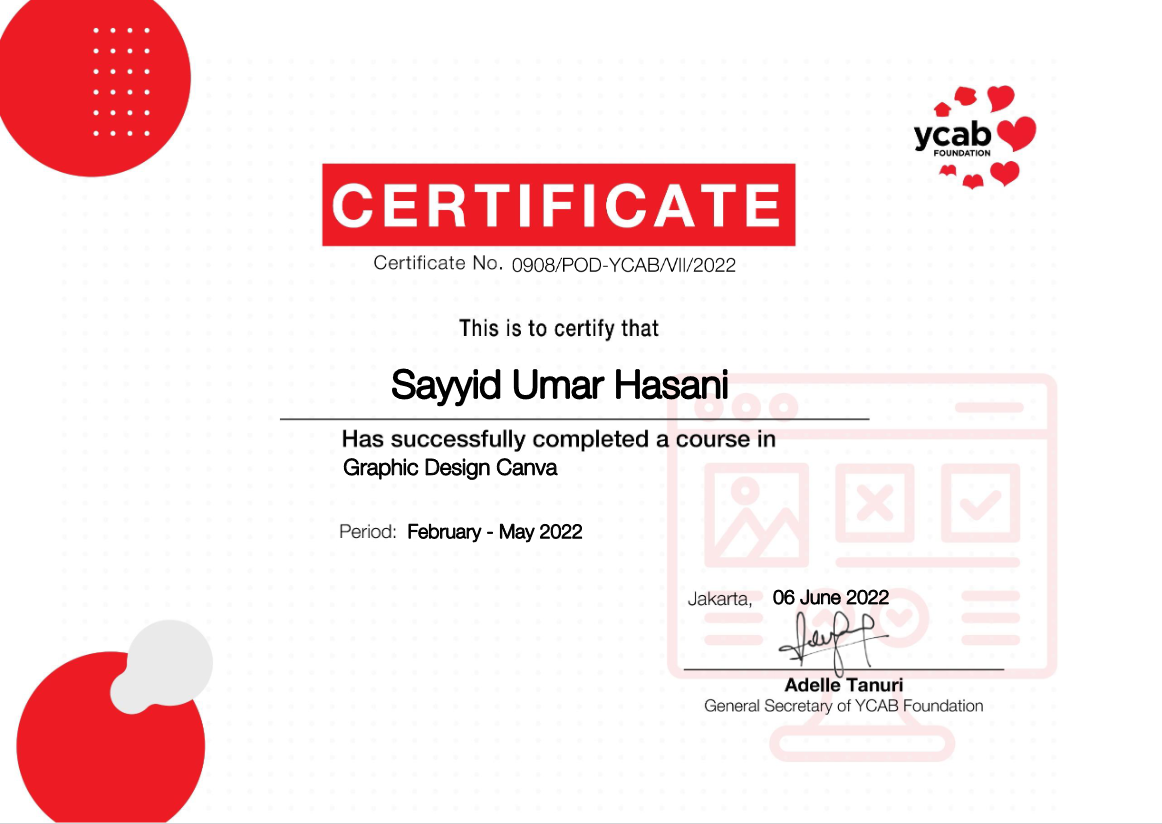 ycab
FOUNDATION
CERTIFICATE
Certificate No. 0908/POD-YCAB/VII/2022
This is to certify that
Sayyid Umar Hasani
Has successfully completed a course in
Graphic Design Canva
Period: February - May 2022
Jakarta, 06 June 2022
Adelle Tanuri
General Secretary of YCAB Foundation